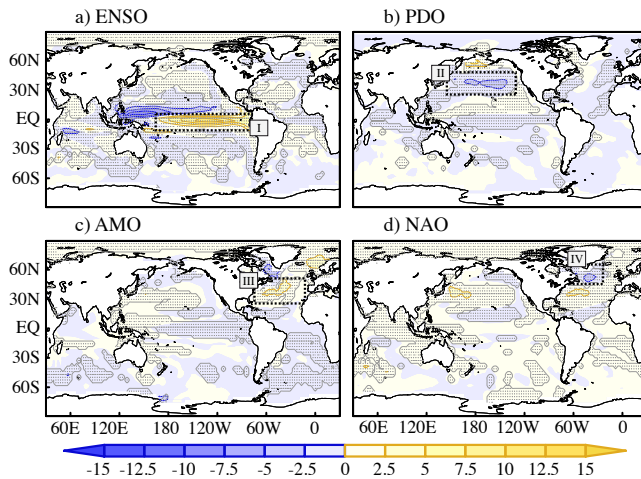 a) ENSO b) PDO
60N
30N
EQ
30S
60S
I
II
c) AMO d) NAO
60N
30N
EQ
30S
60S
III
IV
60E 120E 180 120W 60W 0 60E 120E 180 120W 60W 0
-15 -12.5 -10 -7.5 -5 -2.5 0 2.5 5 7.5 10 12.5 15